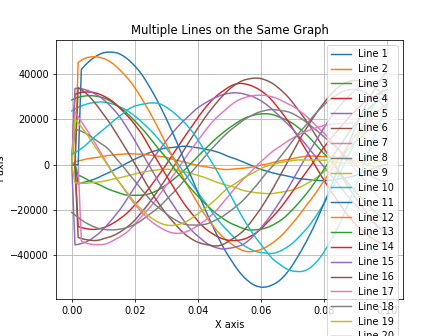 Multiple Lines on the Same Graph
40000
20000
0
−20000
−40000
0.00
0.02
0.04
0.06
X axis
Line 1
Line 2
Line 3
Line 4
Line 5
Line 6
Line 7
Line 8
Line 9
Line 10
Line 11
Line 12
Line 13
Line 14
Line 15
Line 16
Line 17
Line 18
Line 19
Line 20